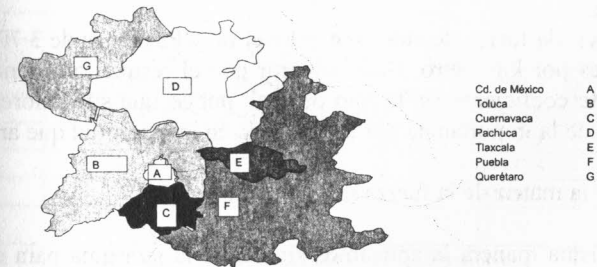 G
D
B
A
E
C
F
Cd. de México A
Toluca B
Cuernavaca C
Pachuca D
Tlaxcala E
Puebla F
Querétaro G